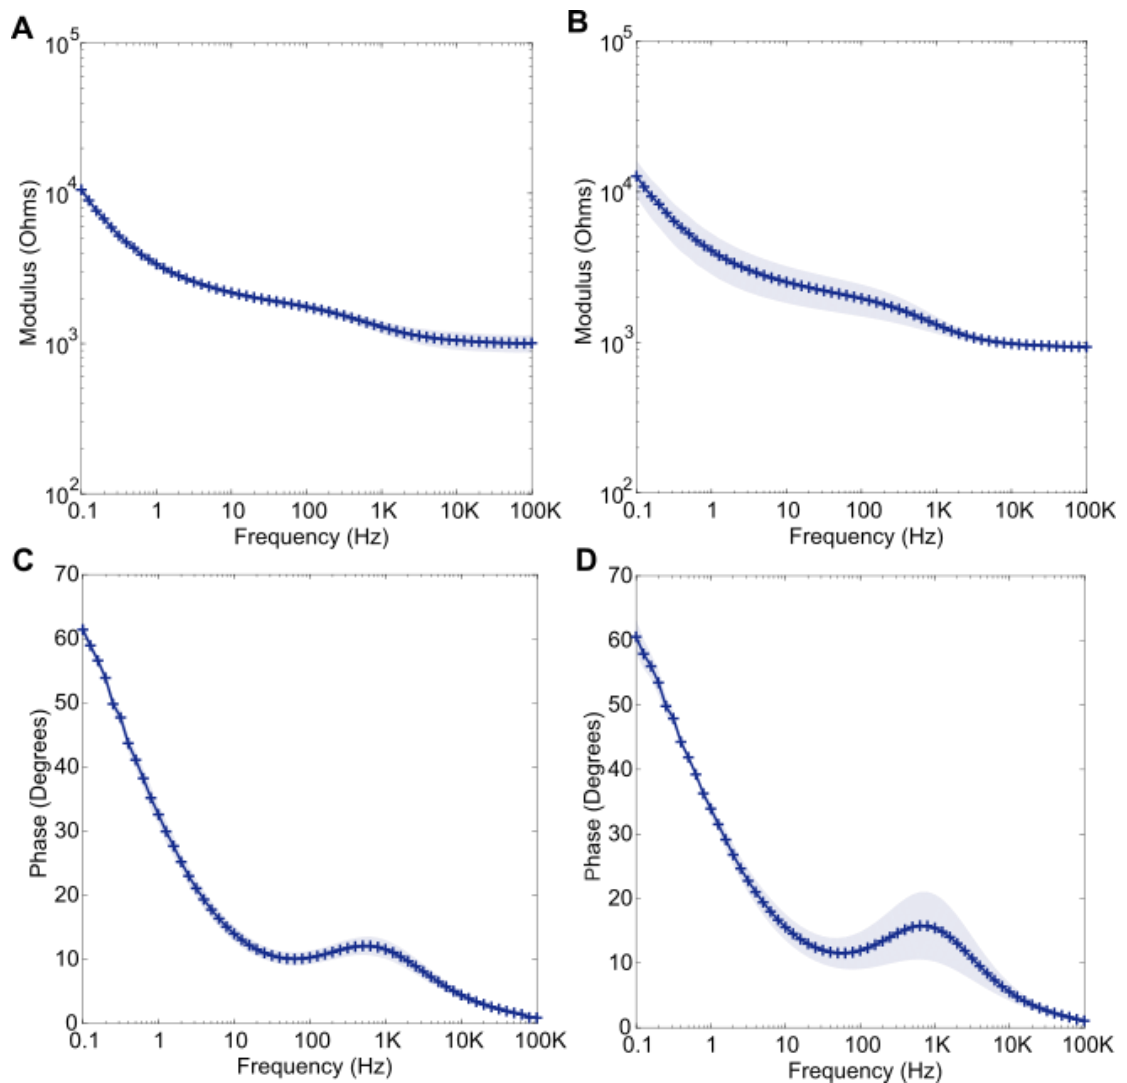 A
B
10^5
10^4
10^3
10^2
Modulus (Ohms)
0.1 1 10 100 1K 10K 100K
Frequency (Hz)
10^5
10^4
10^3
10^2
Modulus (Ohms)
0.1 1 10 100 1K 10K 100K
Frequency (Hz)
C
D
70
60
50
40
30
20
10
0
Phase (Degrees)
0.1 1 10 100 1K 10K 100K
Frequency (Hz)
70
60
50
40
30
20
10
0
Phase (Degrees)
0.1 1 10 100 1K 10K 100K
Frequency (Hz)